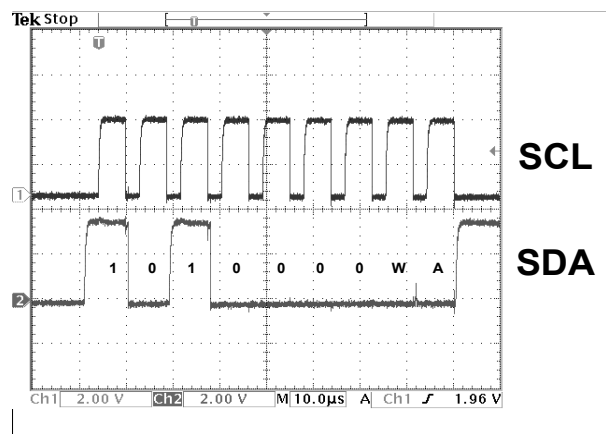 Tek Stop
T
T
SCL
1
1 0 1 0 0 0 0 W A
SDA
2
Ch1 2.00 V Ch2 2.00 V M 10.0µs A Ch1 1.96 V